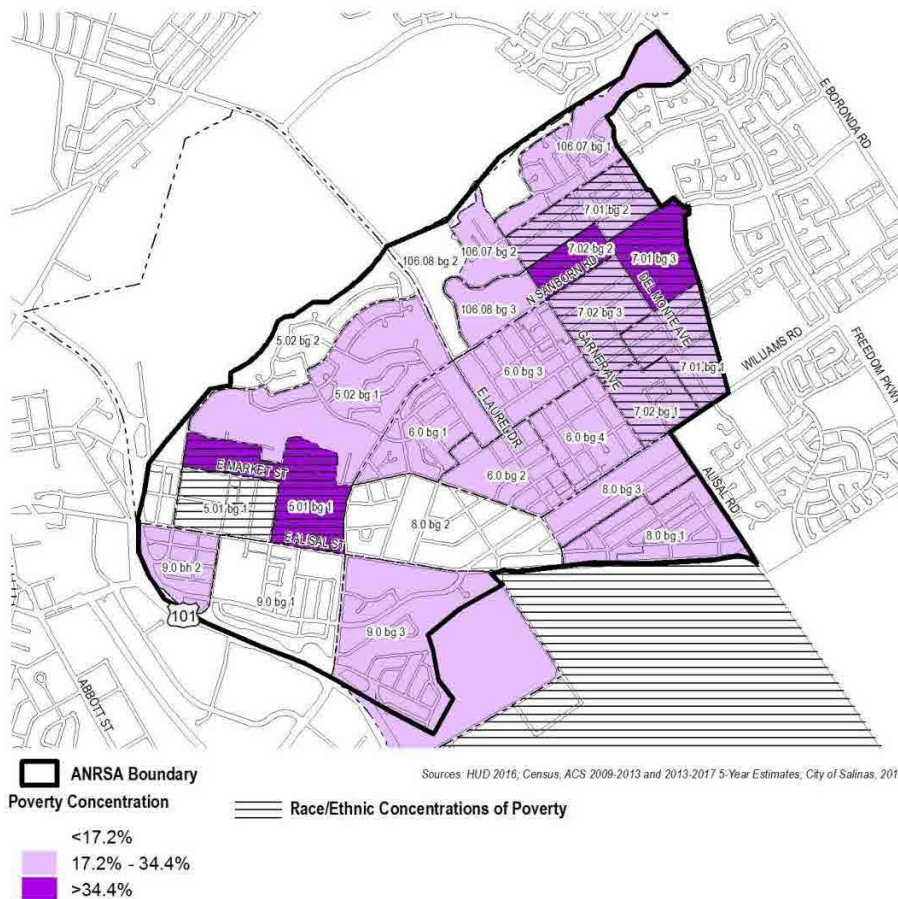 E BORONDA RD
106.07 bg 1
7.01 bg 2
106.07 bg 2
7.02 bg 2
7.01 bg 3
106.08 bg 2
N SANBORN RD
DEL MONTE AVE
106.08 bg 3
7.02 bg 3
5.02 bg 2
GARNER AVE
WILLIAMS RD
FREEDOM PKWY
6.0 bg 3
7.01 bg 1
5.02 bg 1
E LAUREL DR
7.02 bg 1
6.0 bg 1
6.0 bg 4
E MARKET ST
6.0 bg 2
ALISAL RD
8.0 bg 3
5.01 bg 1
5.01 bg 1
8.0 bg 2
8.0 bg 1
E ALISAL ST
9.0 bh 2
9.0 bg 1
101
9.0 bg 3
ABBOTT ST
ANRSA Boundary
Sources: HUD 2016; Census, ACS 2009-2013 and 2013-2017 5-Year Estimates; City of Salinas, 201
Poverty Concentration
Race/Ethnic Concentrations of Poverty
<17.2%
17.2% - 34.4%
>34.4%